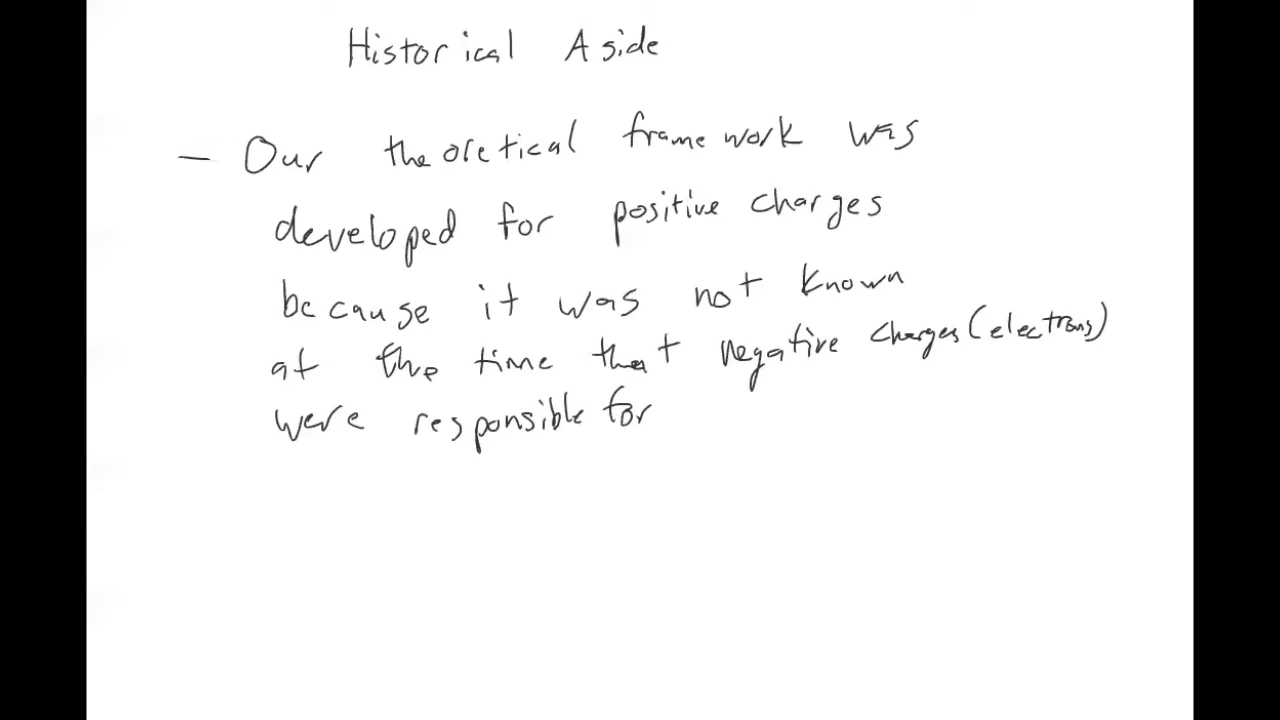 Historical Aside
- Our theoretical framework was
developed for positive charges
because it was not known
at the time that negative charges (electrons)
were responsible for